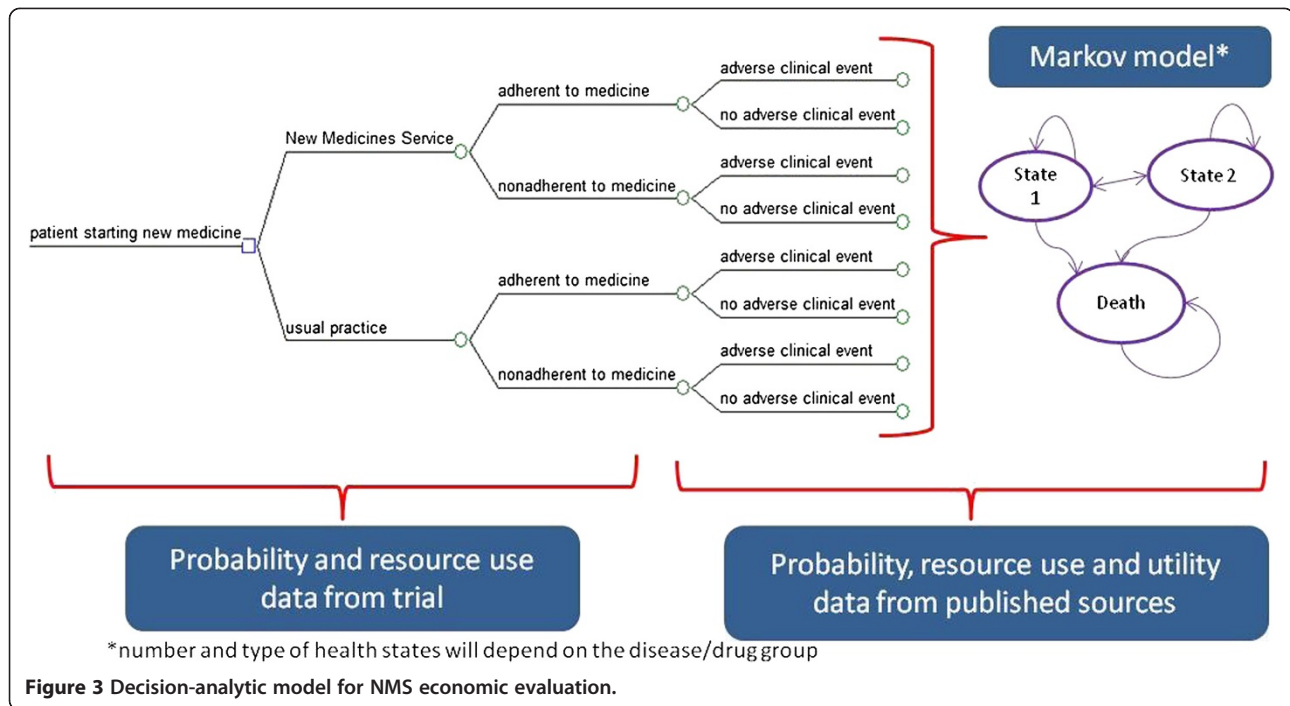 Markov model*
adverse clinical event
adherent to medicine
no adverse clinical event
New Medicines Service
adverse clinical event
nonadherent to medicine
no adverse clinical event
patient starting new medicine
adverse clinical event
adherent to medicine
no adverse clinical event
usual practice
adverse clinical event
nonadherent to medicine
no adverse clinical event
State
1
State 2
Death
Probability and resource use
data from trial
Probability, resource use and utility
data from published sources
*number and type of health states will depend on the disease/drug group
Figure 3 Decision-analytic model for NMS economic evaluation.